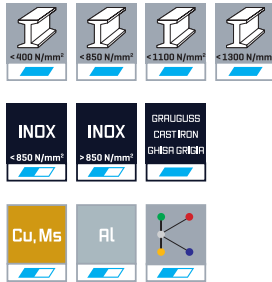 <400 N/mm² <850 N/mm² <1100 N/mm² <1300 N/mm²
INOX INOX GRAUGUSS
CAST IRON
GHISA GRIGIA
<850 N/mm² >850 N/mm²
Cu, Ms Al